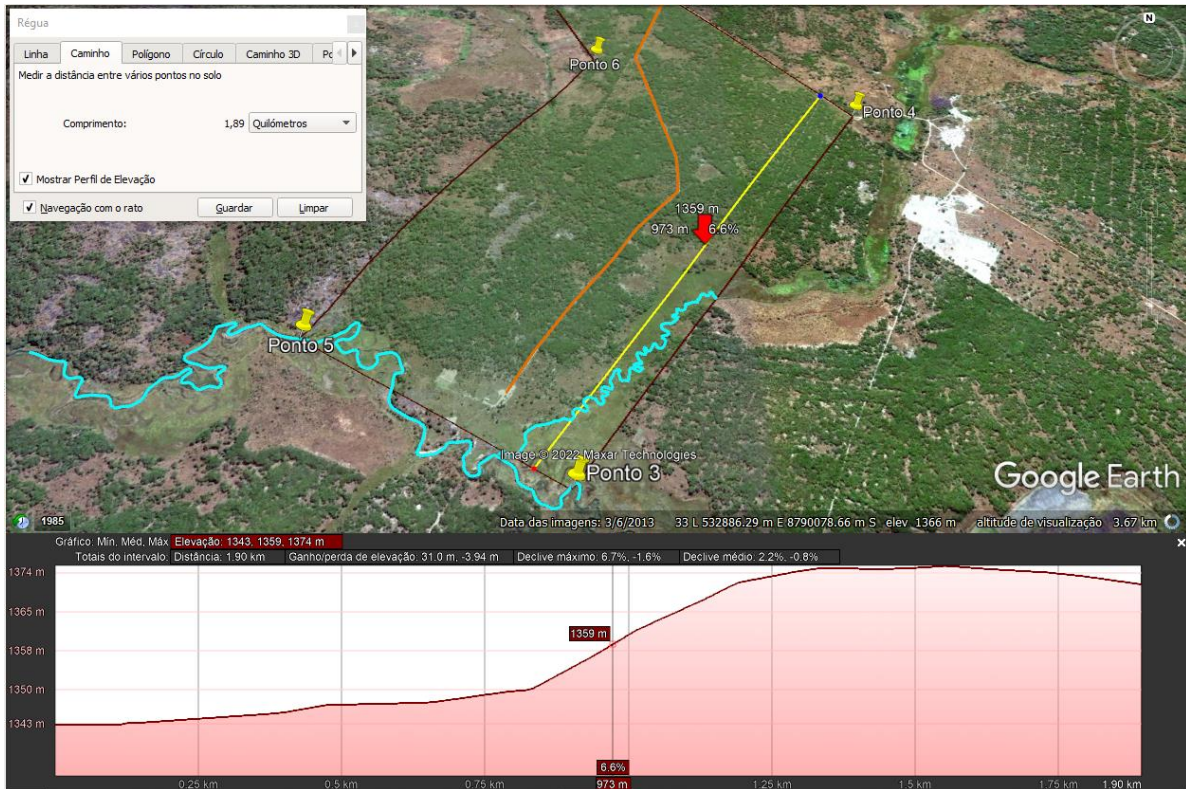 Régua
Linha Caminho Polígono Círculo Caminho 3D
Medir a distância entre vários pontos no solo
Comprimento: 1,89 Quilómetros
Mostrar Perfil de Elevação
Navegação com o rato Guardar Limpar
N
Ponto 6
Ponto 4
1359 m
973 m 6.6%
Ponto 5
Image © 2022 Maxar Technologies
Ponto 3
Google Earth
1985 Data das imagens: 3/6/2013 33 L 532886.29 m E 8790078.66 m S elev 1366 m altitude de visualização 3.67 km
Gráfico: Mín, Méd, Máx Elevação: 1343, 1359, 1374 m
Totais do intervalo: Distância: 1.90 km Ganho/perda de elevação: 31.0 m, -3.94 m Declive máximo: 6.7%, -1.6% Declive médio: 2.2%, -0.8%
1374 m
1365 m
1359 m
1358 m
1350 m
1343 m
6.6%
0.25 km 0.5 km 0.75 km 973 m 1.25 km 1.5 km 1.75 km 1.90 km